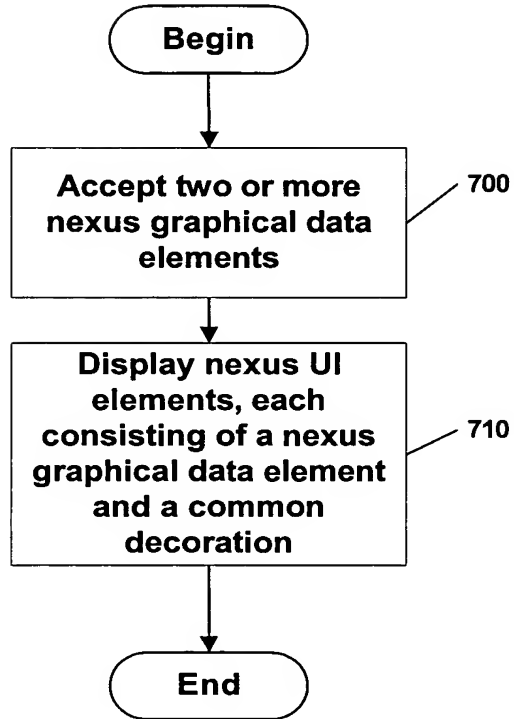 Begin
Accept two or more
nexus graphical data
elements
700
Display nexus UI
elements, each
consisting of a nexus
graphical data element
and a common
decoration
710
End